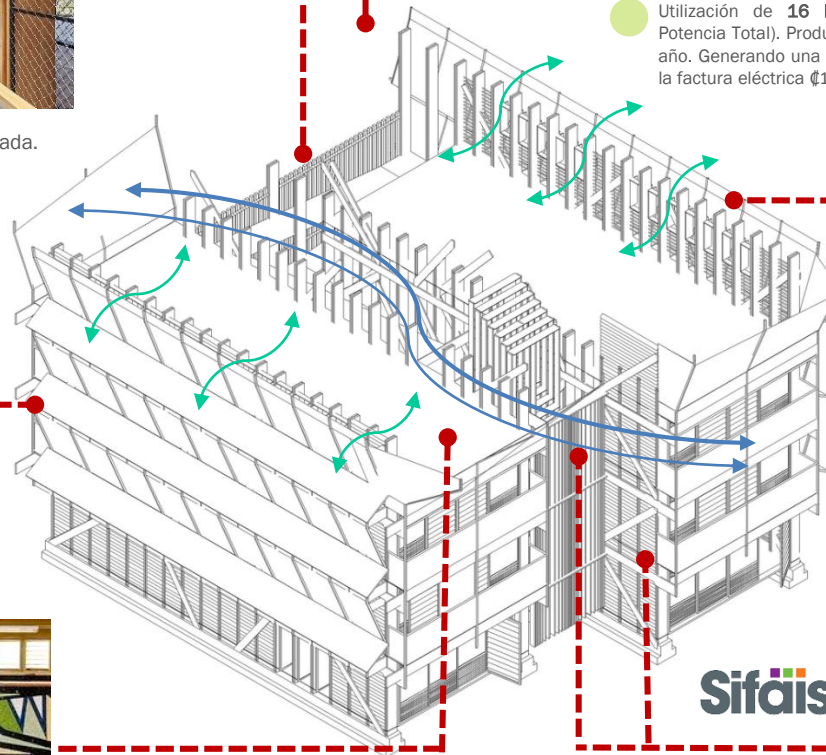 Utilización de 16
Potencia Total). Produ
año. Generando una
la factura eléctrica ₡1
ada.
Sifais